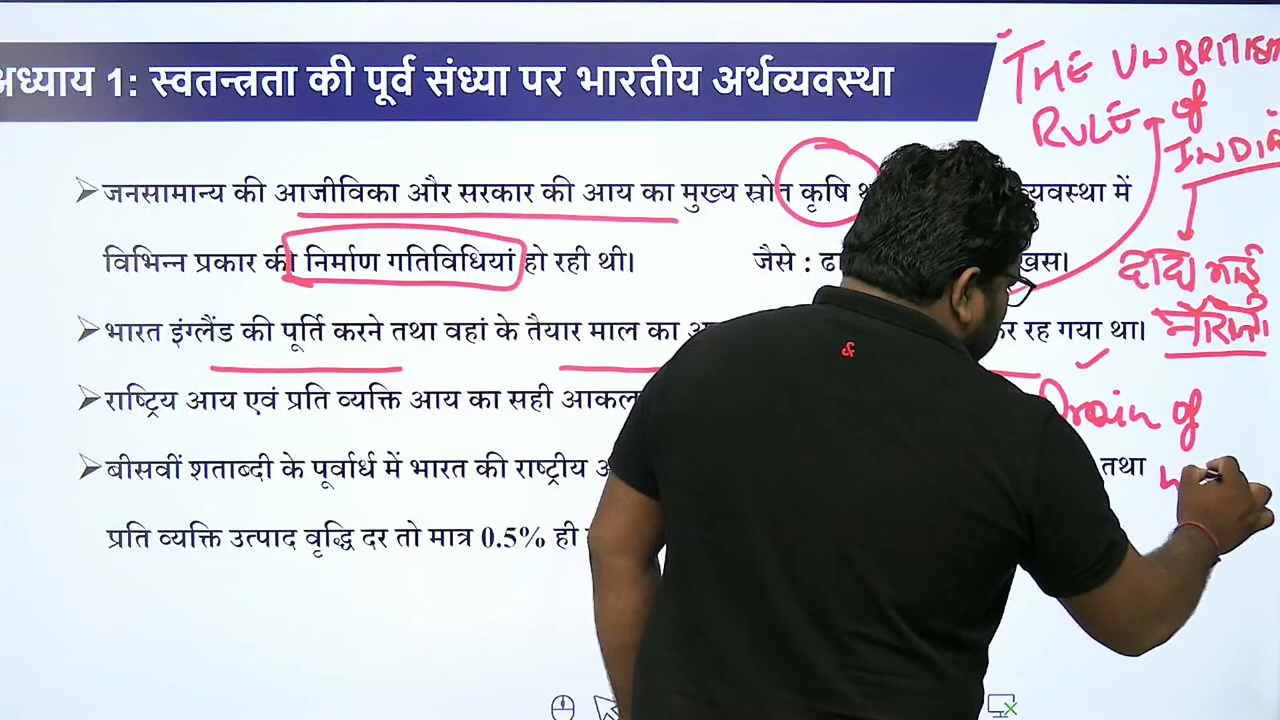 अध्याय 1: स्वतन्त्रता की पूर्व संध्या पर भारतीय अर्थव्यवस्था
जनसामान्य की आजीविका और सरकार की आय का मुख्य स्रोत कृषि
विभिन्न प्रकार की निर्माण गतिविधियां हो रही थी। जैसे :
भारत इंग्लैंड की पूर्ति करने तथा वहां के तैयार माल का रह गया था।
राष्ट्रिय आय एवं प्रति व्यक्ति आय का सही
बीसवीं शताब्दी के पूर्वार्ध में भारत की राष्ट्रीय तथा
प्रति व्यक्ति उत्पाद वृद्धि दर तो मात्र 0.5% ही
THE UNBRITISH
RULE of
INDIA
दादा भाई
Drain of